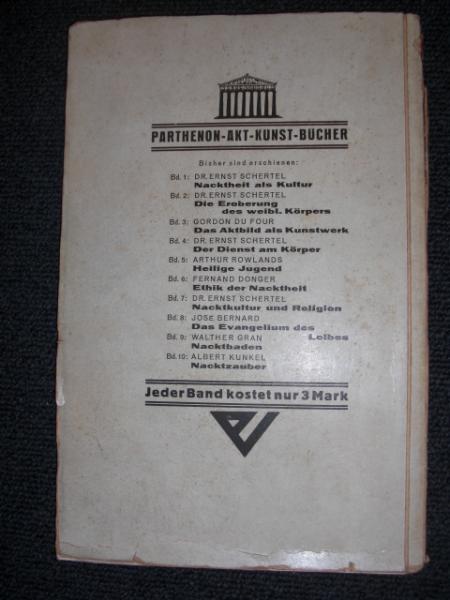 PARTHENON-AKT-KUNST-BÜCHER
Bisher sind erschienen:
Bd. 1: DR. ERNST SCHERTEL
Nacktheit als Kultur
Bd. 2: DR. ERNST SCHERTEL
Die Eroberung
des weibl. Körpers
Bd. 3: GORDON DU FOUR
Das Aktbild als Kunstwerk
Bd. 4: DR. ERNST SCHERTEL
Der Dienst am Körper
Bd. 5: ARTHUR ROWLANDS
Heilige Jugend
Bd. 6: FERNAND DONGER
Ethik der Nacktheit
Bd. 7: DR. ERNST SCHERTEL
Nacktkultur und Religion
Bd. 8: JOSE BERNARD
Das Evangelium des
Bd. 9: WALTHER GRAN Leibes
Nacktbaden
Bd. 10: ALBERT KUNKEL
Nacktzauber
Jeder Band kostet nur 3 Mark